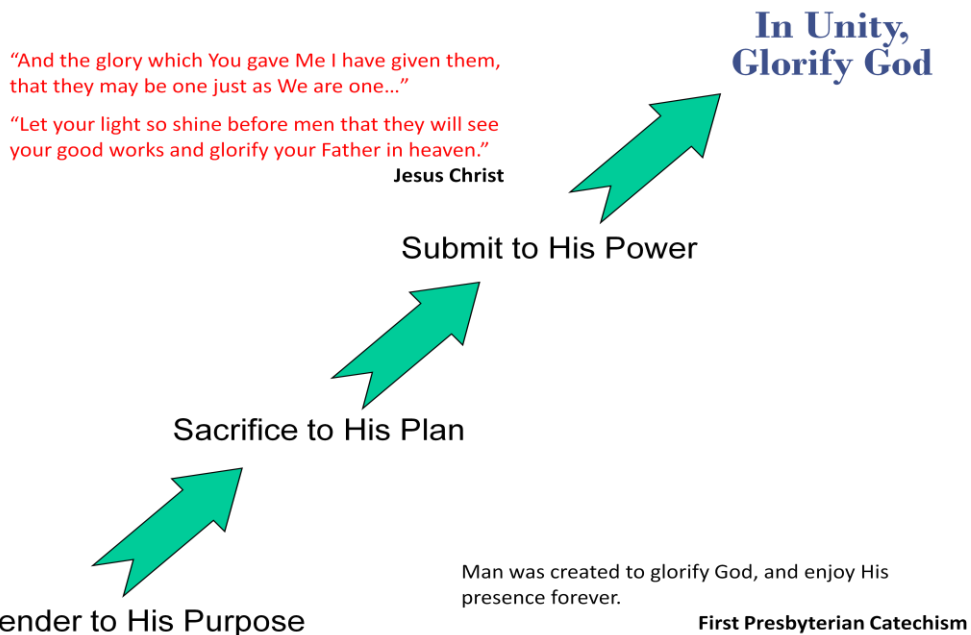 In Unity,
Glorify God
“And the glory which You gave Me I have given them,
that they may be one just as We are one...”
“Let your light so shine before men that they will see
your good works and glorify your Father in heaven.”
Jesus Christ
Submit to His Power
Sacrifice to His Plan
Man was created to glorify God, and enjoy His
presence forever.
First Presbyterian Catechism
to His Purpose